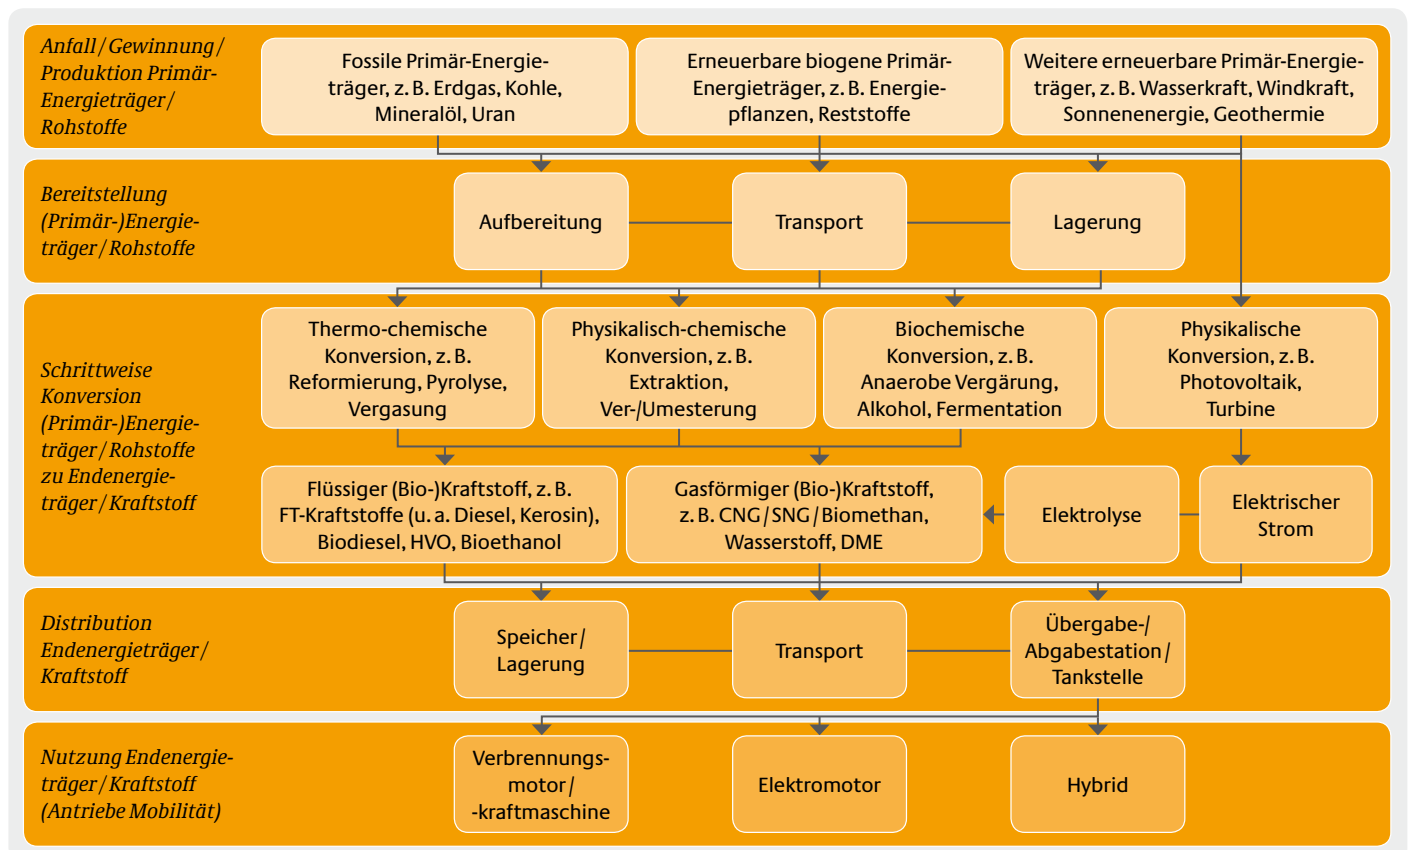 Anfall/Gewinnung/
Produktion Primär-
Energieträger/
Rohstoffe
Fossile Primär-Energie-
träger, z. B. Erdgas, Kohle,
Mineralöl, Uran
Erneuerbare biogene Primär-
Energieträger, z. B. Energie-
pflanzen, Reststoffe
Weitere erneuerbare Primär-Energie-
träger, z. B. Wasserkraft, Windkraft,
Sonnenenergie, Geothermie
Bereitstellung
(Primär-)Energie-
träger/Rohstoffe
Aufbereitung
Transport
Lagerung
Schrittweise
Konversion
(Primär-)Energie-
träger/Rohstoffe
zu Endenergie-
träger/Kraftstoff
Thermo-chemische
Konversion, z. B.
Reformierung, Pyrolyse,
Vergasung
Physikalisch-chemische
Konversion, z. B.
Extraktion,
Ver-/Umesterung
Biochemische
Konversion, z. B.
Anaerobe Vergärung,
Alkohol, Fermentation
Physikalische
Konversion, z. B.
Photovoltaik,
Turbine
Flüssiger (Bio-)Kraftstoff, z. B.
FT-Kraftstoffe (u. a. Diesel, Kerosin),
Biodiesel, HVO, Bioethanol
Gasförmiger (Bio-)Kraftstoff,
z. B. CNG/SNG/Biomethan,
Wasserstoff, DME
Elektrolyse
Elektrischer
Strom
Distribution
Endenergieträger/
Kraftstoff
Speicher/
Lagerung
Transport
Übergabe-/
Abgabestation/
Tankstelle
Nutzung Endenergie-
träger/Kraftstoff
(Antriebe Mobilität)
Verbrennungs-
motor/
-kraftmaschine
Elektromotor
Hybrid